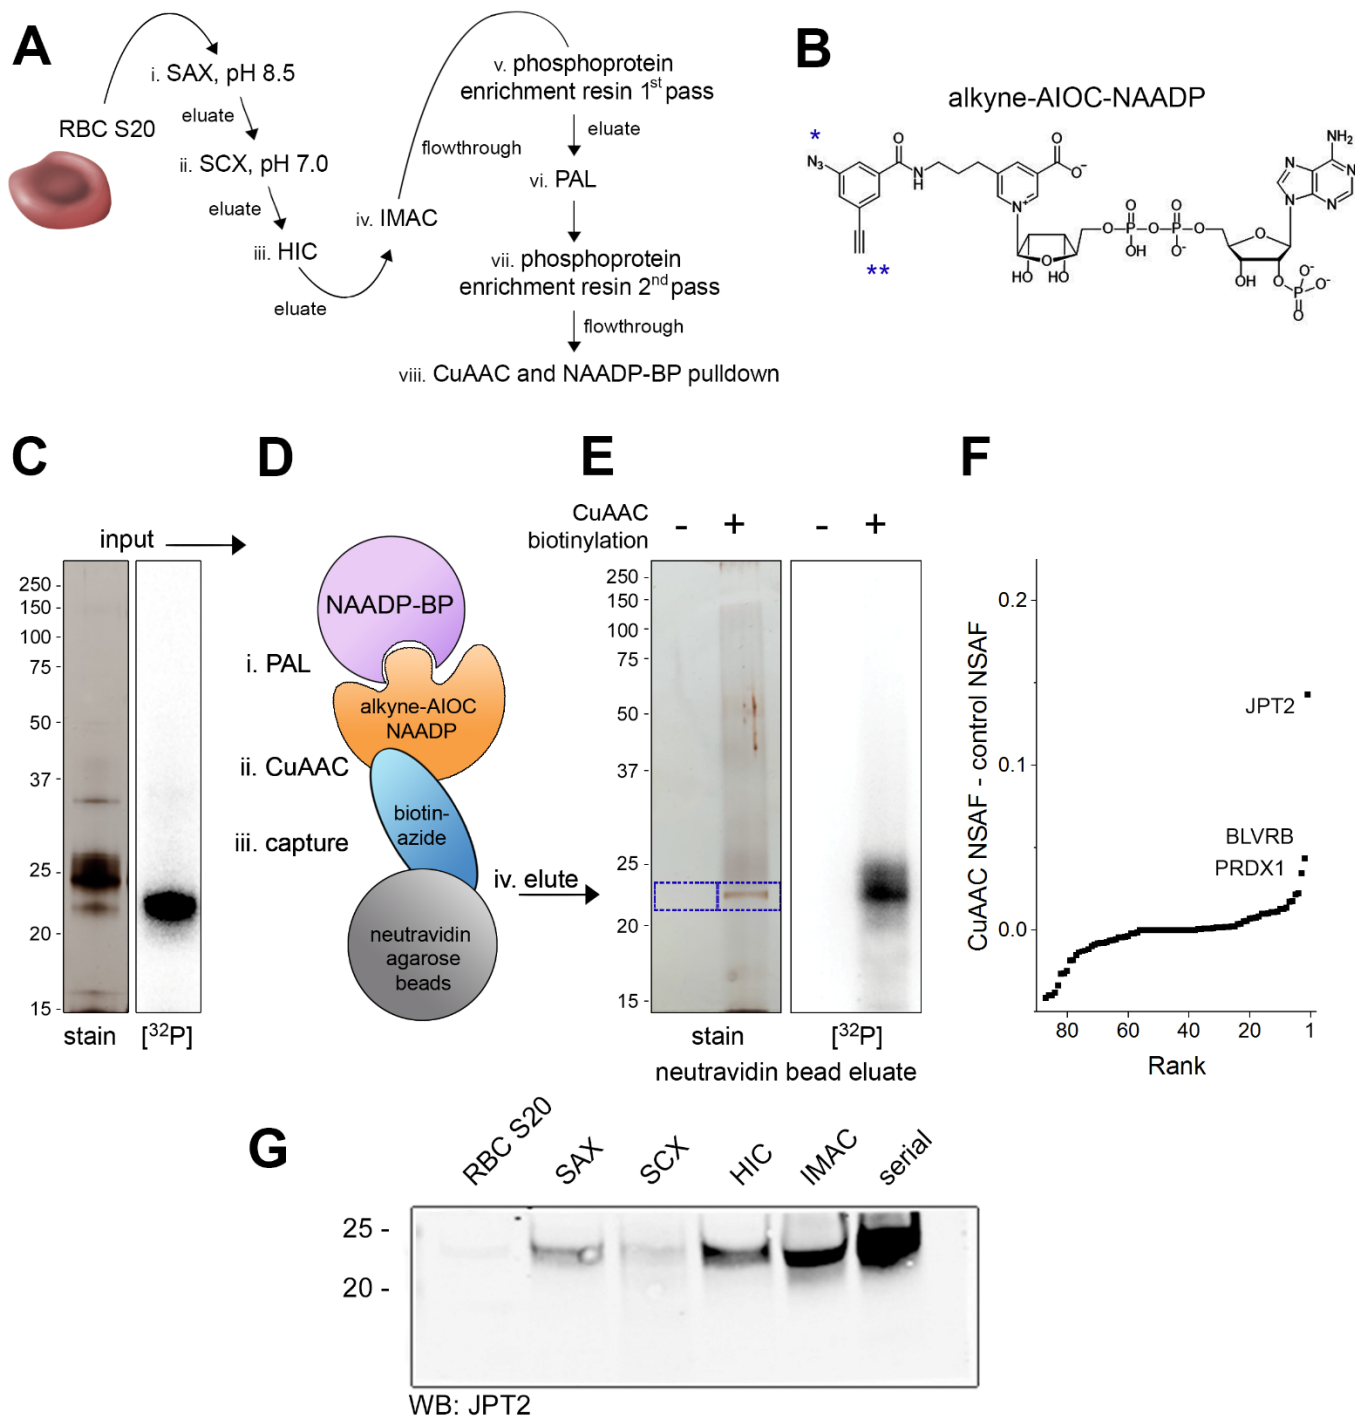 A
RBC S20
i. SAX, pH 8.5
eluate
ii. SCX, pH 7.0
eluate
iii. HIC
eluate
iv. IMAC
flowthrough
v. phosphoprotein
enrichment resin 1st pass
eluate
vi. PAL
vii. phosphoprotein
enrichment resin 2nd pass
flowthrough
viii. CuAAC and NAADP-BP pulldown
B
alkyne-AIOC-NAADP
*
N3
**
O
N
H
O
O-
N+
O
HO
HO
O
O
P
OH
O
O
P
O-
O
O
OH
O
P
O-
O-
O
NH2
N
N
N
N
C
input
250 -
150 -
100 -
75 -
50 -
37 -
25 -
20 -
15 -
stain
[32P]
D
NAADP-BP
i. PAL
alkyne-AIOC
NAADP
ii. CuAAC
biotin-
azide
iii. capture
neutravidin
agarose
beads
iv. elute
E
CuAAC
biotinylation
- + - +
250 -
150 -
100 -
75 -
50 -
37 -
25 -
20 -
15 -
stain
[32P]
neutravidin bead eluate
F
CuAAC NSAF - control NSAF
0.2
0.1
0.0
JPT2
BLVRB
PRDX1
80 60 40 20 1
Rank
G
RBC S20
SAX
SCX
HIC
IMAC
serial
25 -
20 -
WB: JPT2